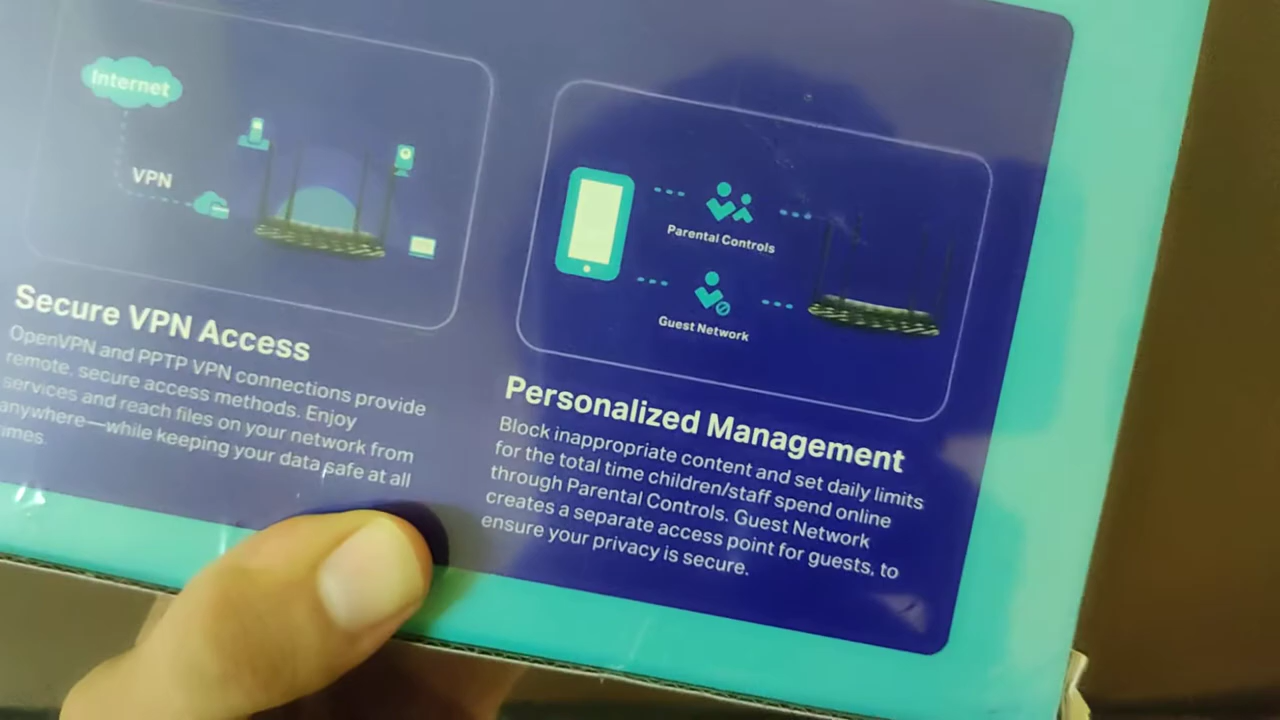 Internet
VPN
Secure VPN Access
OpenVPN and PPTP VPN connections provide
remote, secure access methods. Enjoy
services and reach files on your network from
anywhere—while keeping your data safe at all
times.
Parental Controls
Guest Network
Personalized Management
Block inappropriate content and set daily limits
for the total time children/staff spend online
through Parental Controls. Guest Network
creates a separate access point for guests, to
ensure your privacy is secure.